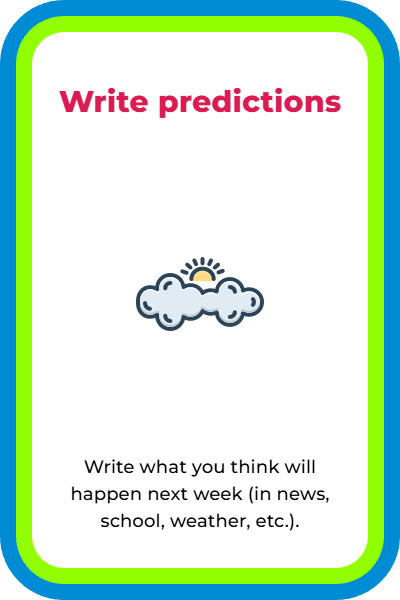 Write predictions
Write what you think will
happen next week (in news,
school, weather, etc.).